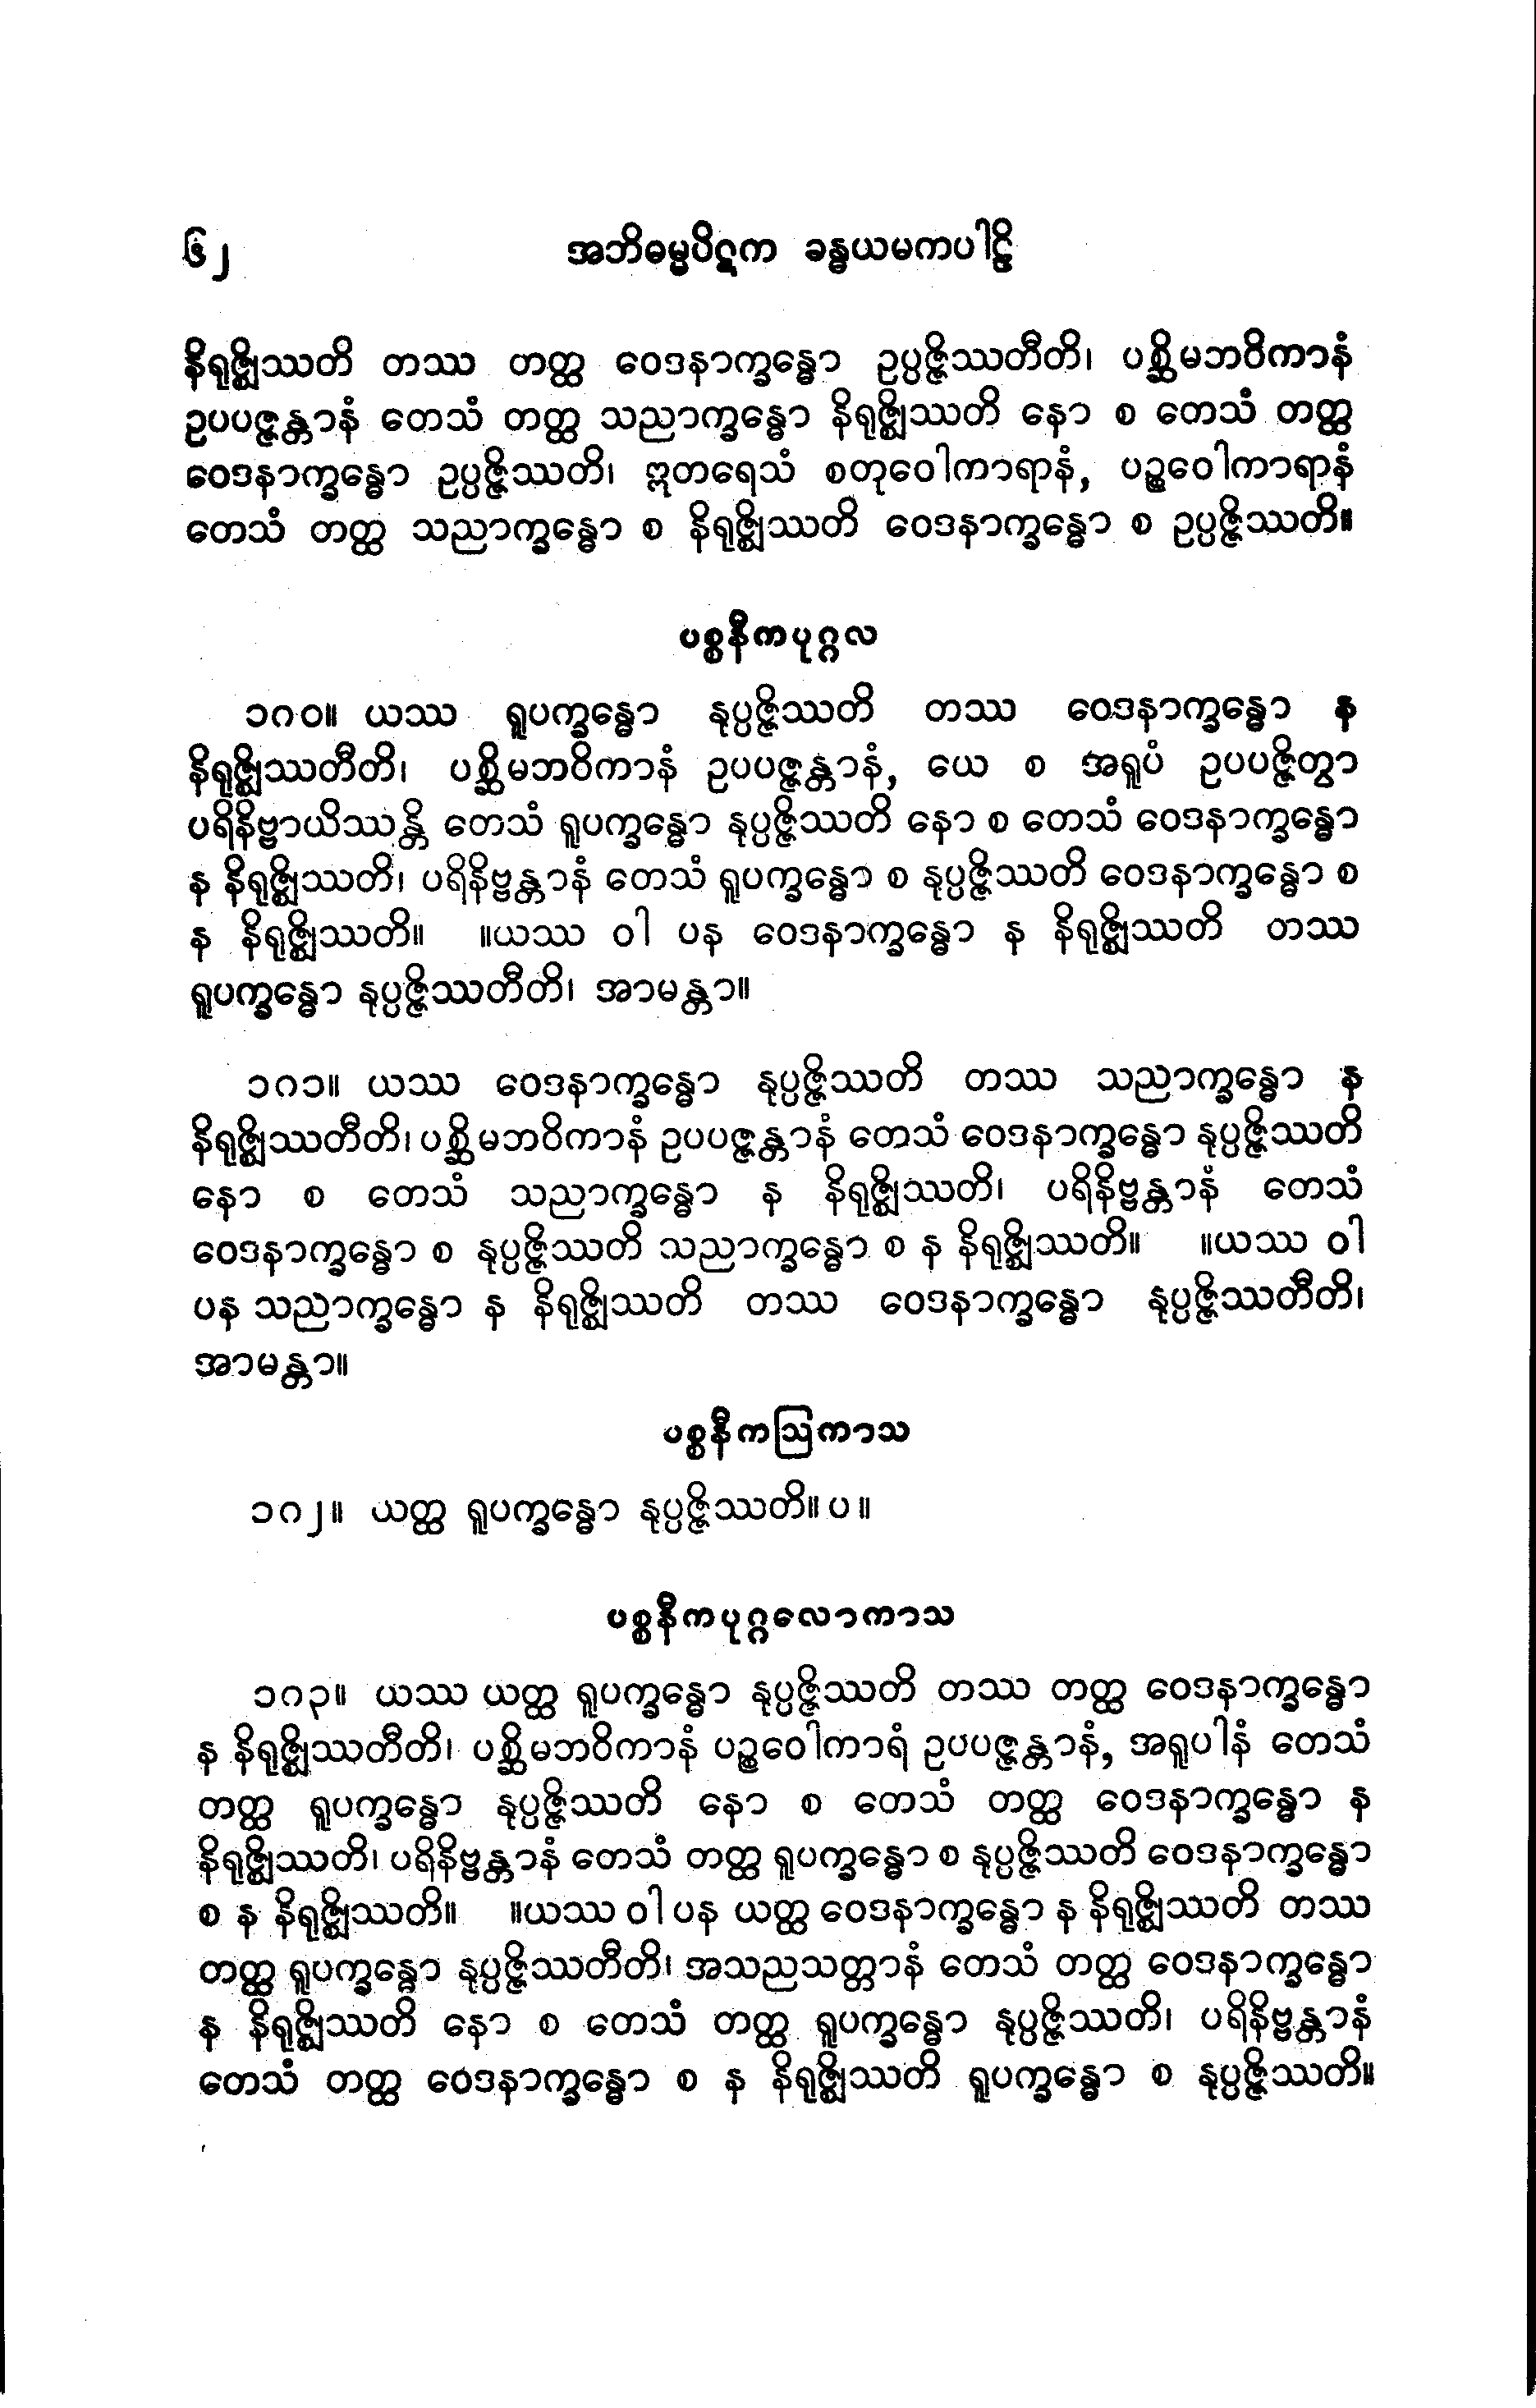 ၆၂ အဘိဓမ္မပိဋက ခန္ဓယမကပါဠိ
နိရုဇ္ဈိဿတိ တဿ တတ္ထ ဝေဒနာက္ခန္ဓော ဥပ္ပဇ္ဇိဿတီတိ၊ ပစ္ဆိမဘဝိကာနံ
ဥပပဇ္ဇန္တာနံ တေသံ တတ္ထ သညာက္ခန္ဓော နိရုဇ္ဈိဿတိ နော စ တေသံ တတ္ထ
ဝေဒနာက္ခန္ဓော ဥပ္ပဇ္ဇိဿတိ၊ ဣတရေသံ စတုဝေါကာရာနံ, ပဉ္စဝေါကာရာနံ
တေသံ တတ္ထ သညာက္ခန္ဓော စ နိရုဇ္ဈိဿတိ ဝေဒနာက္ခန္ဓော စ ဥပ္ပဇ္ဇိဿတိ။
ပစ္စနီကပုဂ္ဂလ
၁၈၀။ ယဿ ရူပက္ခန္ဓော နုပ္ပဇ္ဇိဿတိ တဿ ဝေဒနာက္ခန္ဓော န
နိရုဇ္ဈိဿတီတိ၊ ပစ္ဆိမဘဝိကာနံ ဥပပဇ္ဇန္တာနံ, ယေ စ အရူပံ ဥပပဇ္ဇိတွာ
ပရိနိဗ္ဗာယိဿန္တိ တေသံ ရူပက္ခန္ဓော နုပ္ပဇ္ဇိဿတိ နော စ တေသံ ဝေဒနာက္ခန္ဓော
န နိရုဇ္ဈိဿတိ၊ ပရိနိဗ္ဗန္တာနံ တေသံ ရူပက္ခန္ဓော စ နုပ္ပဇ္ဇိဿတိ ဝေဒနာက္ခန္ဓော စ
န နိရုဇ္ဈိဿတိ။ ။ယဿ ဝါ ပန ဝေဒနာက္ခန္ဓော န နိရုဇ္ဈိဿတိ တဿ
ရူပက္ခန္ဓော နုပ္ပဇ္ဇိဿတီတိ၊ အာမန္တာ။
၁၈၁။ ယဿ ဝေဒနာက္ခန္ဓော နုပ္ပဇ္ဇိဿတိ တဿ သညာက္ခန္ဓော န
နိရုဇ္ဈိဿတီတိ၊ ပစ္ဆိမဘဝိကာနံ ဥပပဇ္ဇန္တာနံ တေသံ ဝေဒနာက္ခန္ဓော နုပ္ပဇ္ဇိဿတိ
နော စ တေသံ သညာက္ခန္ဓော န နိရုဇ္ဈိဿတိ၊ ပရိနိဗ္ဗန္တာနံ တေသံ
ဝေဒနာက္ခန္ဓော စ နုပ္ပဇ္ဇိဿတိ သညာက္ခန္ဓော စ န နိရုဇ္ဈိဿတိ။ ။ယဿ ဝါ
ပန သညာက္ခန္ဓော န နိရုဇ္ဈိဿတိ တဿ ဝေဒနာက္ခန္ဓော နုပ္ပဇ္ဇိဿတီတိ၊
အာမန္တာ။
ပစ္စနီကဩကာသ
၁၈၂။ ယတ္ထ ရူပက္ခန္ဓော နုပ္ပဇ္ဇိဿတိ။ပ။
ပစ္စနီကပုဂ္ဂလောကာသ
၁၈၃။ ယဿ ယတ္ထ ရူပက္ခန္ဓော နုပ္ပဇ္ဇိဿတိ တဿ တတ္ထ ဝေဒနာက္ခန္ဓော
န နိရုဇ္ဈိဿတီတိ၊ ပစ္ဆိမဘဝိကာနံ ပဉ္စဝေါကာရံ ဥပပဇ္ဇန္တာနံ, အရူပါနံ တေသံ
တတ္ထ ရူပက္ခန္ဓော နုပ္ပဇ္ဇိဿတိ နော စ တေသံ တတ္ထ ဝေဒနာက္ခန္ဓော န
နိရုဇ္ဈိဿတိ၊ ပရိနိဗ္ဗန္တာနံ တေသံ တတ္ထ ရူပက္ခန္ဓော စ နုပ္ပဇ္ဇိဿတိ ဝေဒနာက္ခန္ဓော
စ န နိရုဇ္ဈိဿတိ။ ။ယဿ ဝါ ပန ယတ္ထ ဝေဒနာက္ခန္ဓော န နိရုဇ္ဈိဿတိ တဿ
တတ္ထ ရူပက္ခန္ဓော နုပ္ပဇ္ဇိဿတီတိ၊ အသညသတ္တာနံ တေသံ တတ္ထ ဝေဒနာက္ခန္ဓော
န နိရုဇ္ဈိဿတိ နော စ တေသံ တတ္ထ ရူပက္ခန္ဓော နုပ္ပဇ္ဇိဿတိ၊ ပရိနိဗ္ဗန္တာနံ
တေသံ တတ္ထ ဝေဒနာက္ခန္ဓော စ န နိရုဇ္ဈိဿတိ ရူပက္ခန္ဓော စ နုပ္ပဇ္ဇိဿတိ။